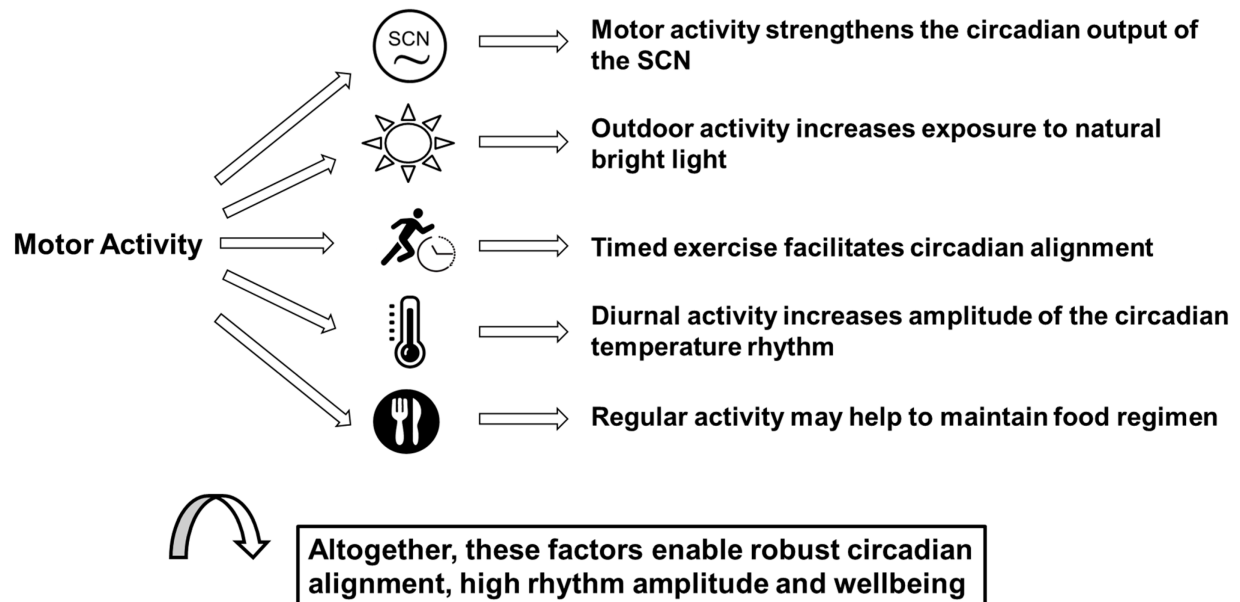 SCN
Motor activity strengthens the circadian output of
the SCN
Outdoor activity increases exposure to natural
bright light
Motor Activity
Timed exercise facilitates circadian alignment
Diurnal activity increases amplitude of the circadian
temperature rhythm
Regular activity may help to maintain food regimen
Altogether, these factors enable robust circadian
alignment, high rhythm amplitude and wellbeing